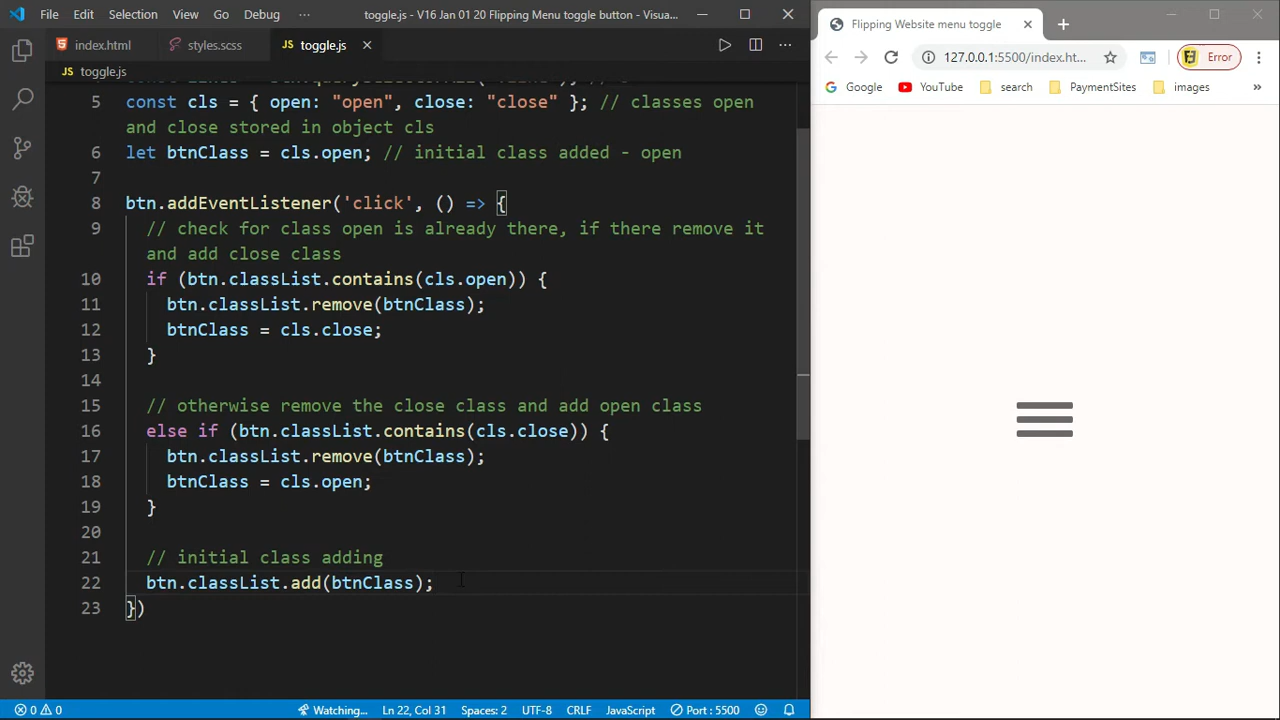 File Edit Selection View Go Debug ··· toggle.js - V16 Jan 01 20 Flipping Menu toggle button - Visua...
index.html styles.scss toggle.js
toggle.js
5 const cls = { open: "open", close: "close" }; // classes open
and close stored in object cls
6 let btnClass = cls.open; // initial class added - open
7
8 btn.addEventListener('click', () => {
9 // check for class open is already there, if there remove it
and add close class
10 if (btn.classList.contains(cls.open)) {
11 btn.classList.remove(btnClass);
12 btnClass = cls.close;
13 }
14
15 // otherwise remove the close class and add open class
16 else if (btn.classList.contains(cls.close)) {
17 btn.classList.remove(btnClass);
18 btnClass = cls.open;
19 }
20
21 // initial class adding
22 btn.classList.add(btnClass);
23 })
0 0 Watching... Ln 22, Col 31 Spaces: 2 UTF-8 CRLF JavaScript Port : 5500
Flipping Website menu toggle
127.0.0.1:5500/index.ht... Error
Google YouTube search PaymentSites images »